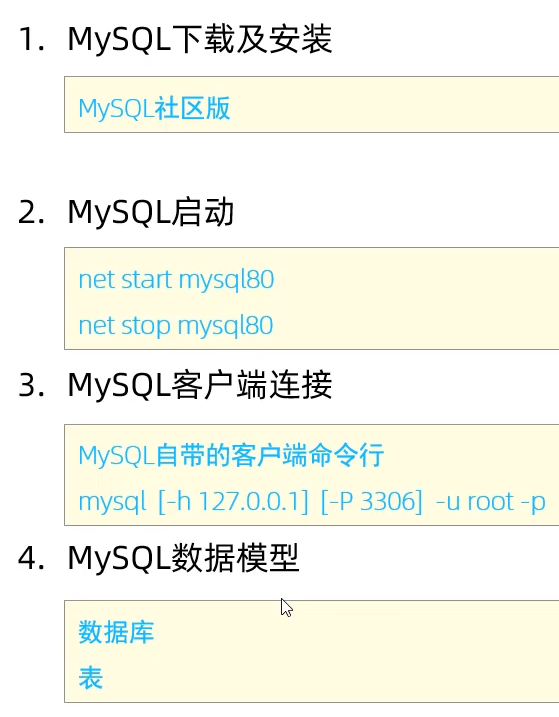 1. MySQL下载及安装
MySQL社区版
2. MySQL启动
net start mysql80
net stop mysql80
3. MySQL客户端连接
MySQL自带的客户端命令行
mysql [-h 127.0.0.1] [-P 3306] -u root -p
4. MySQL数据模型
数据库
表